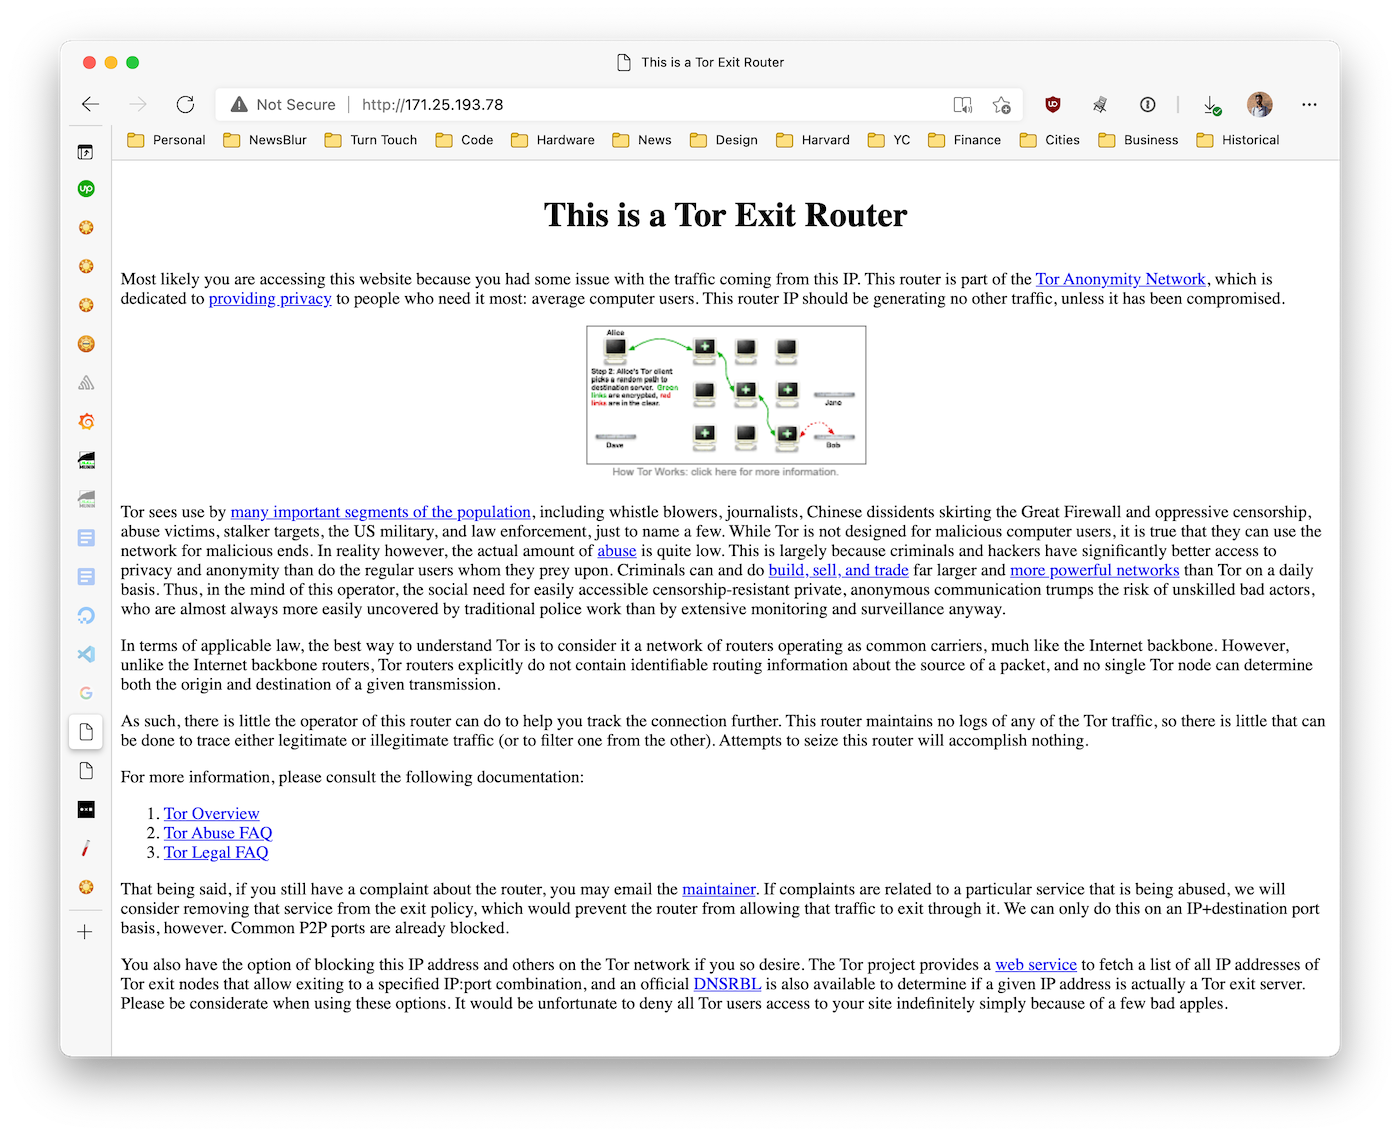 This is a Tor Exit Router
Not Secure | http://171.25.193.78
Personal NewsBlur Turn Touch Code Hardware News Design Harvard YC Finance Cities Business Historical
This is a Tor Exit Router
Most likely you are accessing this website because you had some issue with the traffic coming from this IP. This router is part of the Tor Anonymity Network, which is
dedicated to providing privacy to people who need it most: average computer users. This router IP should be generating no other traffic, unless it has been compromised.
Alice
Step 2: Alice's Tor client
picks a random path to
destination server. Green
links are encrypted, red
links are in the clear.
Jane
Dave
Bob
How Tor Works: click here for more information.
Tor sees use by many important segments of the population, including whistle blowers, journalists, Chinese dissidents skirting the Great Firewall and oppressive censorship,
abuse victims, stalker targets, the US military, and law enforcement, just to name a few. While Tor is not designed for malicious computer users, it is true that they can use the
network for malicious ends. In reality however, the actual amount of abuse is quite low. This is largely because criminals and hackers have significantly better access to
privacy and anonymity than do the regular users whom they prey upon. Criminals can and do build, sell, and trade far larger and more powerful networks than Tor on a daily
basis. Thus, in the mind of this operator, the social need for easily accessible censorship-resistant private, anonymous communication trumps the risk of unskilled bad actors,
who are almost always more easily uncovered by traditional police work than by extensive monitoring and surveillance anyway.
In terms of applicable law, the best way to understand Tor is to consider it a network of routers operating as common carriers, much like the Internet backbone. However,
unlike the Internet backbone routers, Tor routers explicitly do not contain identifiable routing information about the source of a packet, and no single Tor node can determine
both the origin and destination of a given transmission.
As such, there is little the operator of this router can do to help you track the connection further. This router maintains no logs of any of the Tor traffic, so there is little that can
be done to trace either legitimate or illegitimate traffic (or to filter one from the other). Attempts to seize this router will accomplish nothing.
For more information, please consult the following documentation:
1. Tor Overview
2. Tor Abuse FAQ
3. Tor Legal FAQ
That being said, if you still have a complaint about the router, you may email the maintainer. If complaints are related to a particular service that is being abused, we will
consider removing that service from the exit policy, which would prevent the router from allowing that traffic to exit through it. We can only do this on an IP+destination port
basis, however. Common P2P ports are already blocked.
You also have the option of blocking this IP address and others on the Tor network if you so desire. The Tor project provides a web service to fetch a list of all IP addresses of
Tor exit nodes that allow exiting to a specified IP:port combination, and an official DNSRBL is also available to determine if a given IP address is actually a Tor exit server.
Please be considerate when using these options. It would be unfortunate to deny all Tor users access to your site indefinitely simply because of a few bad apples.